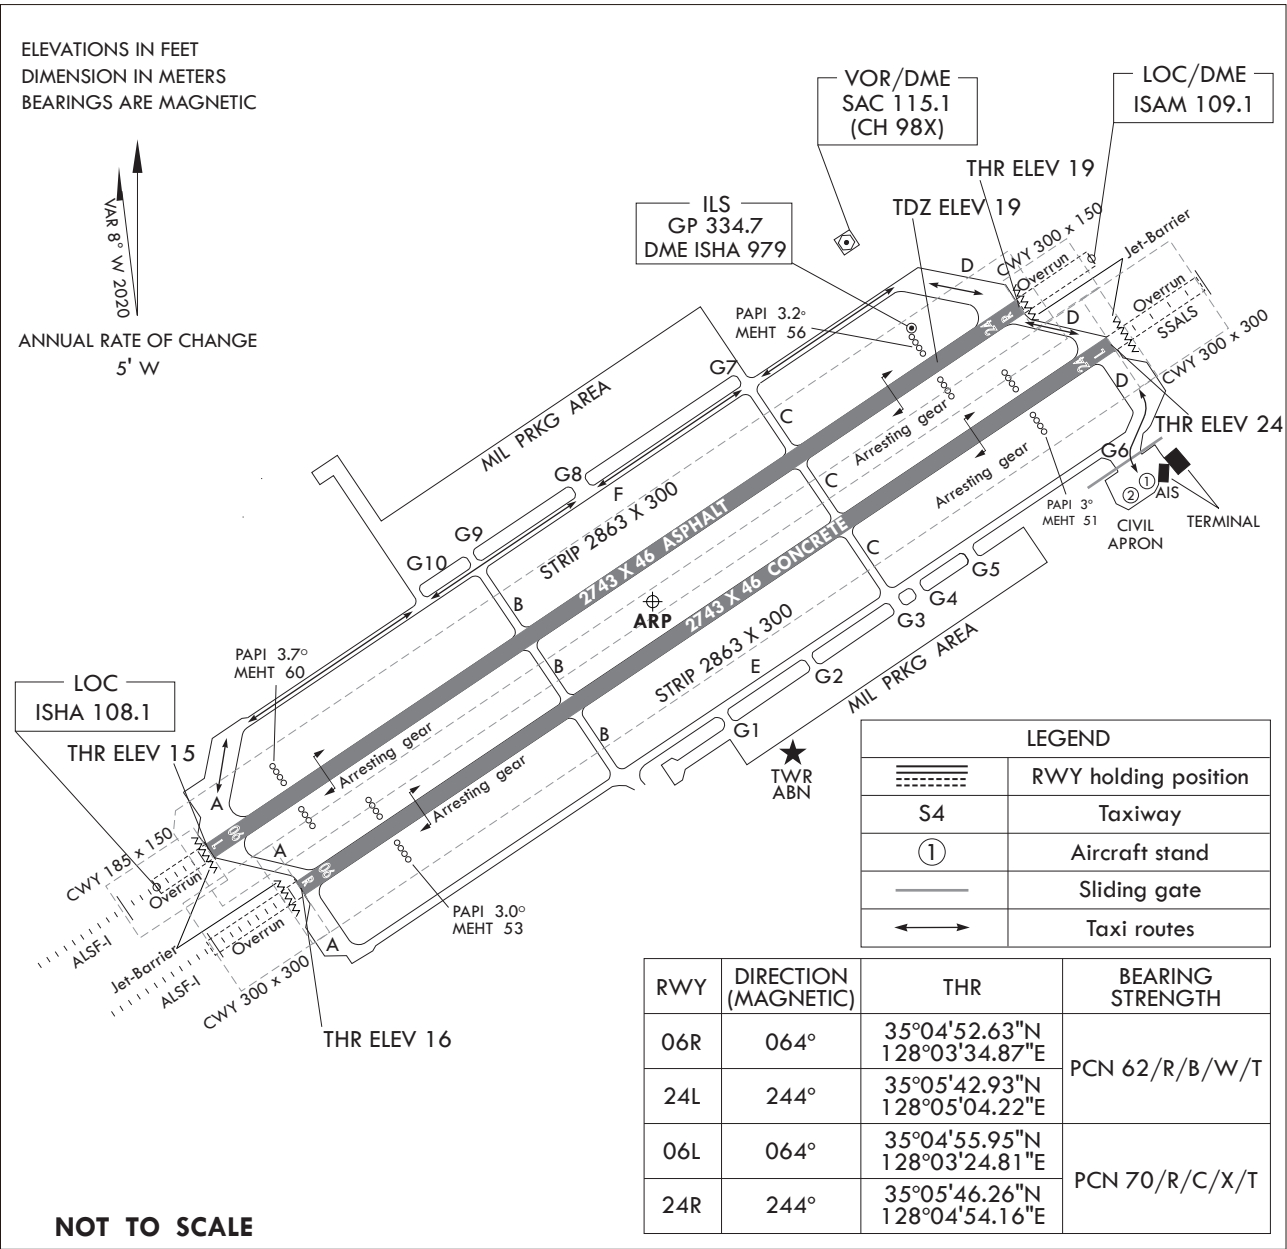 ELEVATIONS IN FEET
DIMENSION IN METERS
BEARINGS ARE MAGNETIC
VAR 8° W 2020
ANNUAL RATE OF CHANGE
5' W
VOR/DME
SAC 115.1
(CH 98X)
LOC/DME
ISAM 109.1
THR ELEV 19
ILS
GP 334.7
DME ISHA 979
TDZ ELEV 19
CWY 300 x 150
Jet-Barrier
D
Overrun
Overrun
SSALS
CWY 300 x 300
PAPI 3.2°
MEHT 56
24
R
D
24
L
D
THR ELEV 24
G7
MIL PRKG AREA
C
Arresting gear
G6
1
2
AIS
TERMINAL
CIVIL
APRON
PAPI 3°
MEHT 51
G8
F
C
Arresting gear
G9
STRIP 2863 X 300
2743 X 46 ASPHALT
G10
C
G5
B
ARP
2743 X 46 CONCRETE
G4
G3
STRIP 2863 X 300
MIL PRKG AREA
B
E
G2
PAPI 3.7°
MEHT 60
B
G1
LOC
ISHA 108.1
THR ELEV 15
Arresting gear
Arresting gear
TWR
ABN
A
06
L
A
06
R
CWY 185 x 150
Overrun
ALSF-I
Jet-Barrier
Overrun
ALSF-I
CWY 300 x 300
A
PAPI 3.0°
MEHT 53
THR ELEV 16
LEGEND
RWY holding position
S4 Taxiway
1 Aircraft stand
Sliding gate
Taxi routes
RWY DIRECTION (MAGNETIC) THR BEARING STRENGTH
06R 064° 35°04'52.63"N 128°03'34.87"E PCN 62/R/B/W/T
24L 244° 35°05'42.93"N 128°05'04.22"E
06L 064° 35°04'55.95"N 128°03'24.81"E PCN 70/R/C/X/T
24R 244° 35°05'46.26"N 128°04'54.16"E
NOT TO SCALE